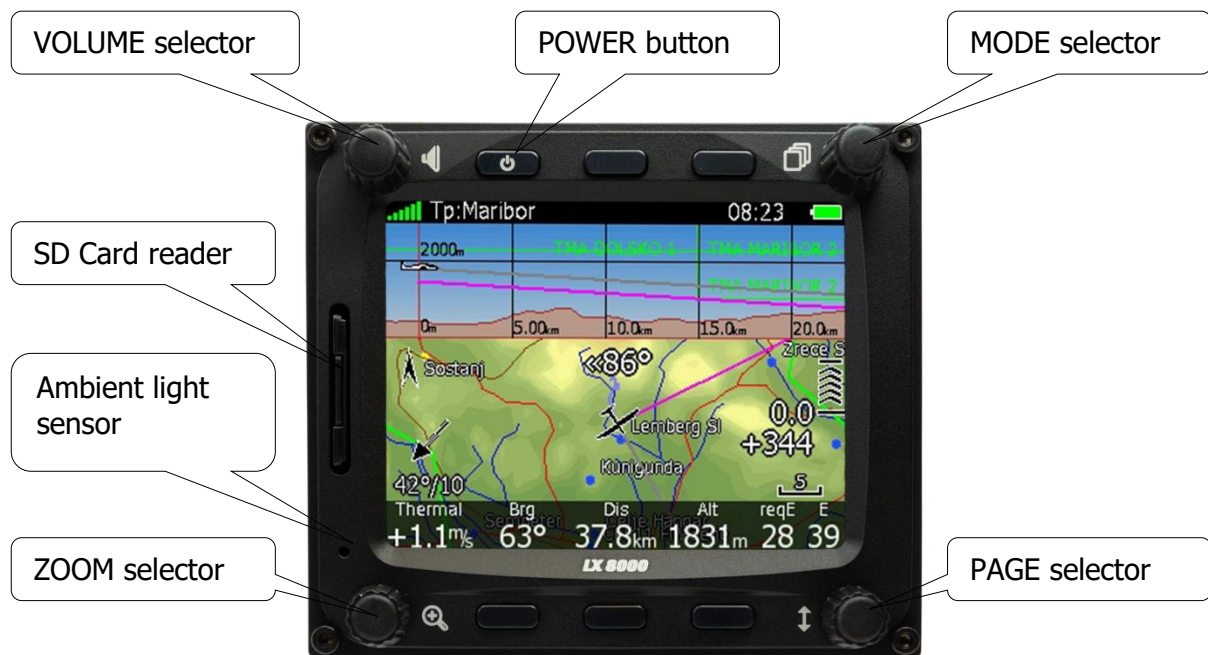 VOLUME selector
POWER button
MODE selector
Tp:Maribor 08:23
2000m TMA DOLSKO 1 TMA MARIBOR 2
TMA MARIBOR 2
0m 5.00km 10.0km 15.0km 20.0km
SD Card reader
Ambient light
sensor
Sostanj
«86°
Zrece S
0.0
Lemberg Sl
+344
Kunigunda
42°/10
5
Thermal Brg Dis Alt reqE E
+1.1m/s 63° 37.8km 1831m 28 39
LX 8000
ZOOM selector
PAGE selector